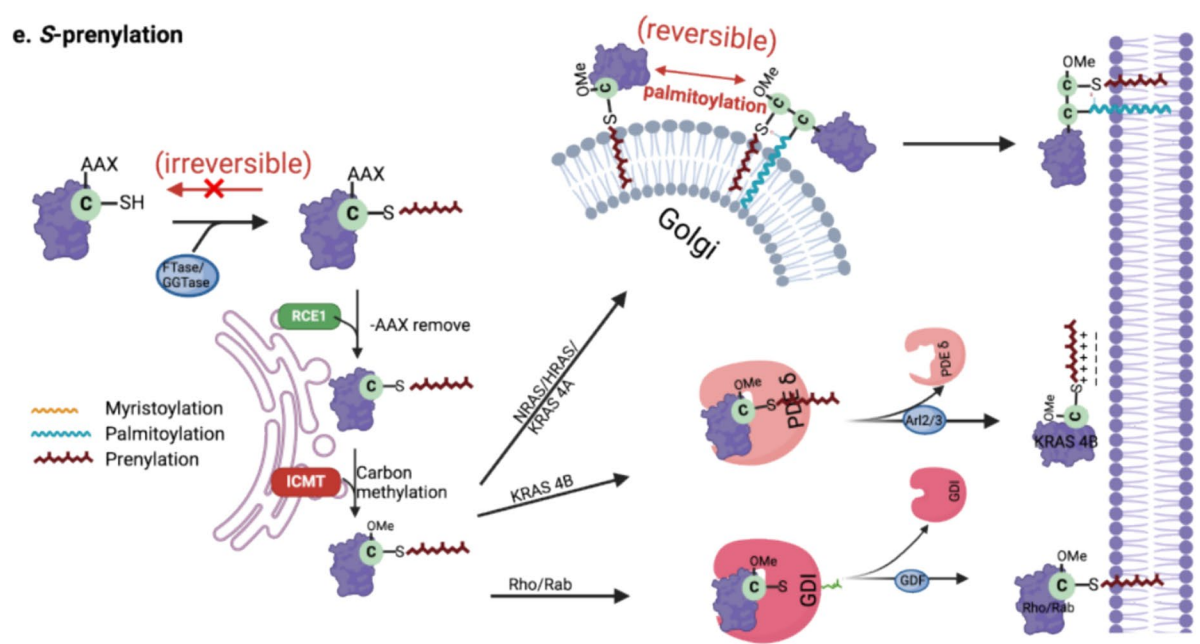 e. S-prenylation
AAX
C
SH
(irreversible)
FTase/
GGTase
AAX
C
S
RCE1
-AAX remove
C
S
Myristoylation
Palmitoylation
Prenylation
ICMT
Carbon
methylation
OMe
C
S
NRAS/HRAS/
KRAS 4A
KRAS 4B
Rho/Rab
(reversible)
palmitoylation
OMe
C
S
OMe
C
C
S
Golgi
OMe
C
S
C
OMe
C
S
PDE δ
PDE δ
Arl2/3
+ + + + +
– – – – –
S
OMe
C
KRAS 4B
OMe
C
S
GDI
GDI
GDF
OMe
C
S
Rho/Rab